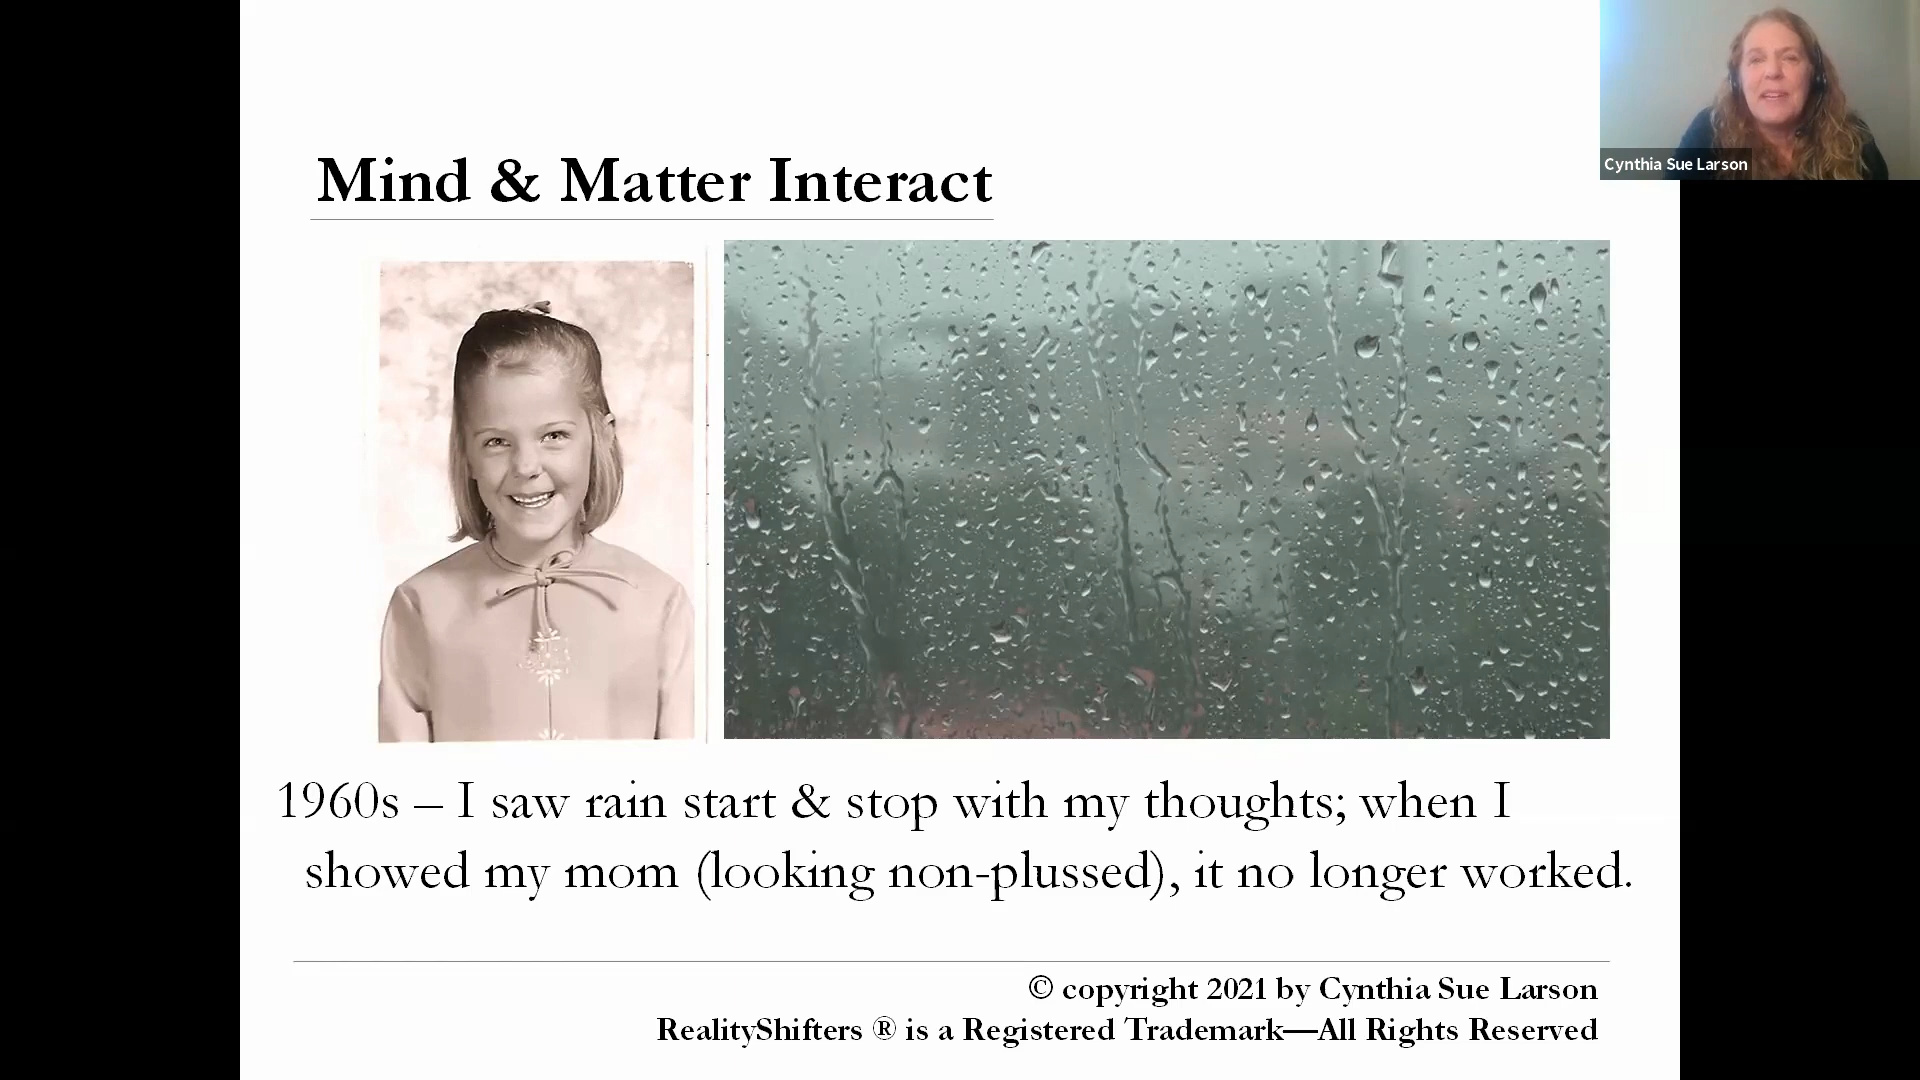 Cynthia Sue Larson
Mind & Matter Interact
1960s – I saw rain start & stop with my thoughts; when I
showed my mom (looking non-plussed), it no longer worked.
© copyright 2021 by Cynthia Sue Larson
RealityShifters ® is a Registered Trademark—All Rights Reserved